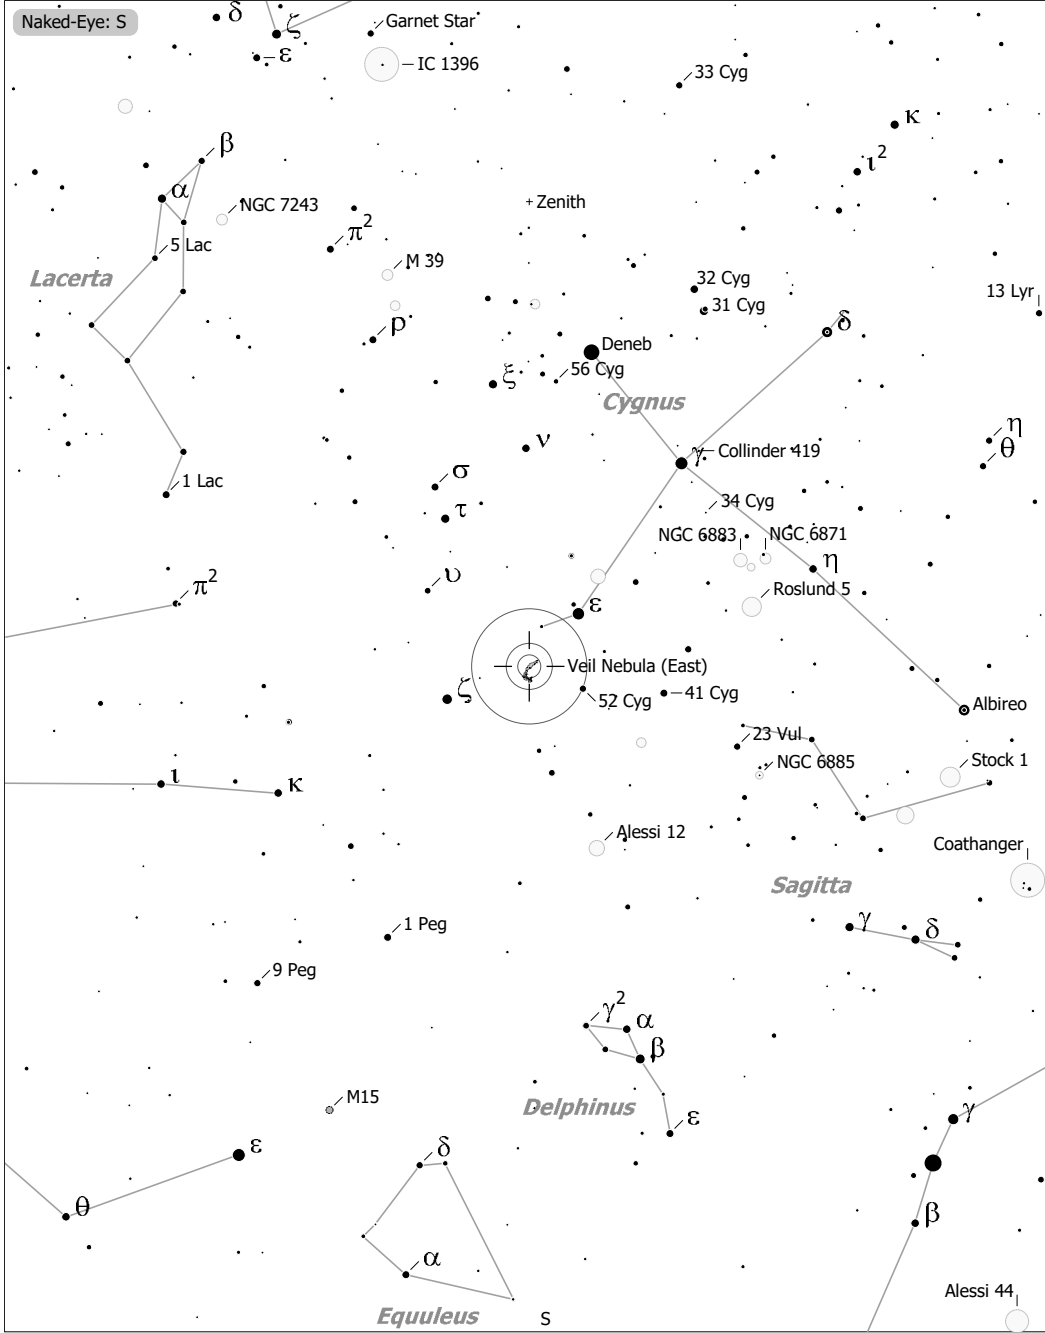 Naked-Eye: S
δ
ζ
Garnet Star
ε
IC 1396
33 Cyg
κ
β
ι²
α
NGC 7243
Zenith
π²
5 Lac
M 39
Lacerta
32 Cyg
13 Lyr
31 Cyg
ρ
δ
Deneb
56 Cyg
ξ
Cygnus
η
ν
γ
Collinder 419
θ
σ
1 Lac
34 Cyg
τ
NGC 6883
NGC 6871
η
υ
π²
Roslund 5
ε
Veil Nebula (East)
ζ
52 Cyg
41 Cyg
Albireo
23 Vul
NGC 6885
Stock 1
ι
κ
Alessi 12
Coathanger
Sagitta
1 Peg
γ
δ
9 Peg
γ²
α
β
M15
Delphinus
γ
ε
δ
ε
θ
β
α
Alessi 44
Equuleus
S